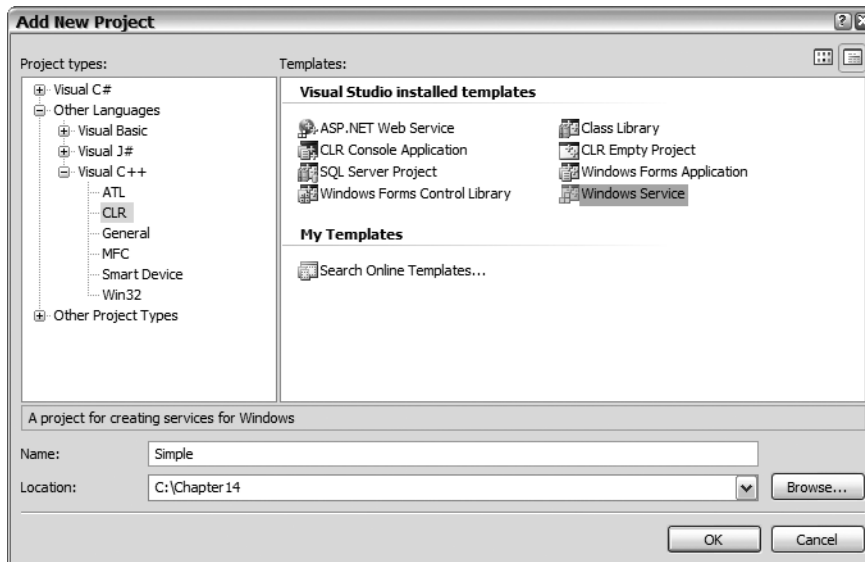 Add New Project
Project types:
Visual C#
Other Languages
Visual Basic
Visual J#
Visual C++
ATL
CLR
General
MFC
Smart Device
Win32
Other Project Types
Templates:
Visual Studio installed templates
ASP.NET Web Service
Class Library
CLR Console Application
CLR Empty Project
SQL Server Project
Windows Forms Application
Windows Forms Control Library
Windows Service
My Templates
Search Online Templates...
A project for creating services for Windows
Name:
Simple
Location:
C:\Chapter14
Browse...
OK
Cancel